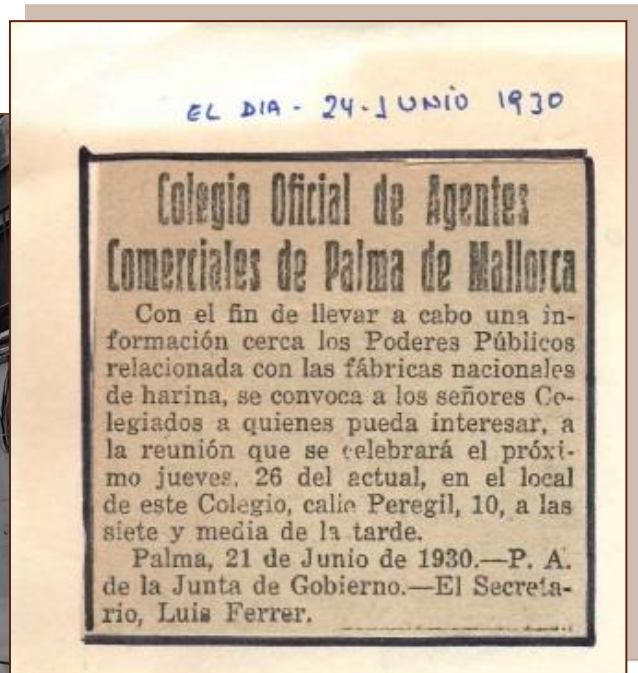 EL DIA - 24-JUNIO 1930
Colegio Oficial de Agentes
Comerciales de Palma de Mallorca
Con el fin de llevar a cabo una in-
formación cerca los Poderes Públicos
relacionada con las fábricas nacionales
de harina, se convoca a los señores Co-
legiados a quienes pueda interesar, a
la reunión que se celebrará el próxi-
mo jueves, 26 del actual, en el local
de este Colegio, calle Peregil, 10, a las
siete y media de la tarde.
Palma, 21 de Junio de 1930.—P. A.
de la Junta de Gobierno.—El Secreta-
rio, Luis Ferrer.